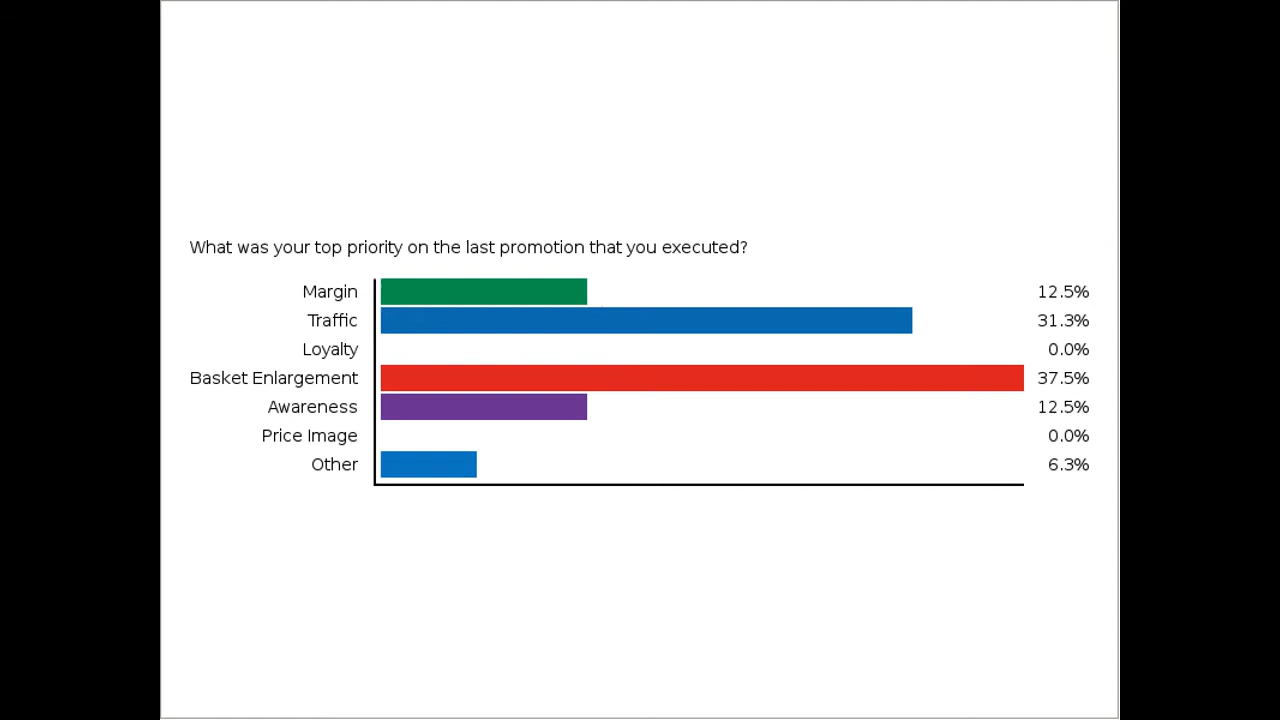 What was your top priority on the last promotion that you executed?
Margin 12.5%
Traffic 31.3%
Loyalty 0.0%
Basket Enlargement 37.5%
Awareness 12.5%
Price Image 0.0%
Other 6.3%